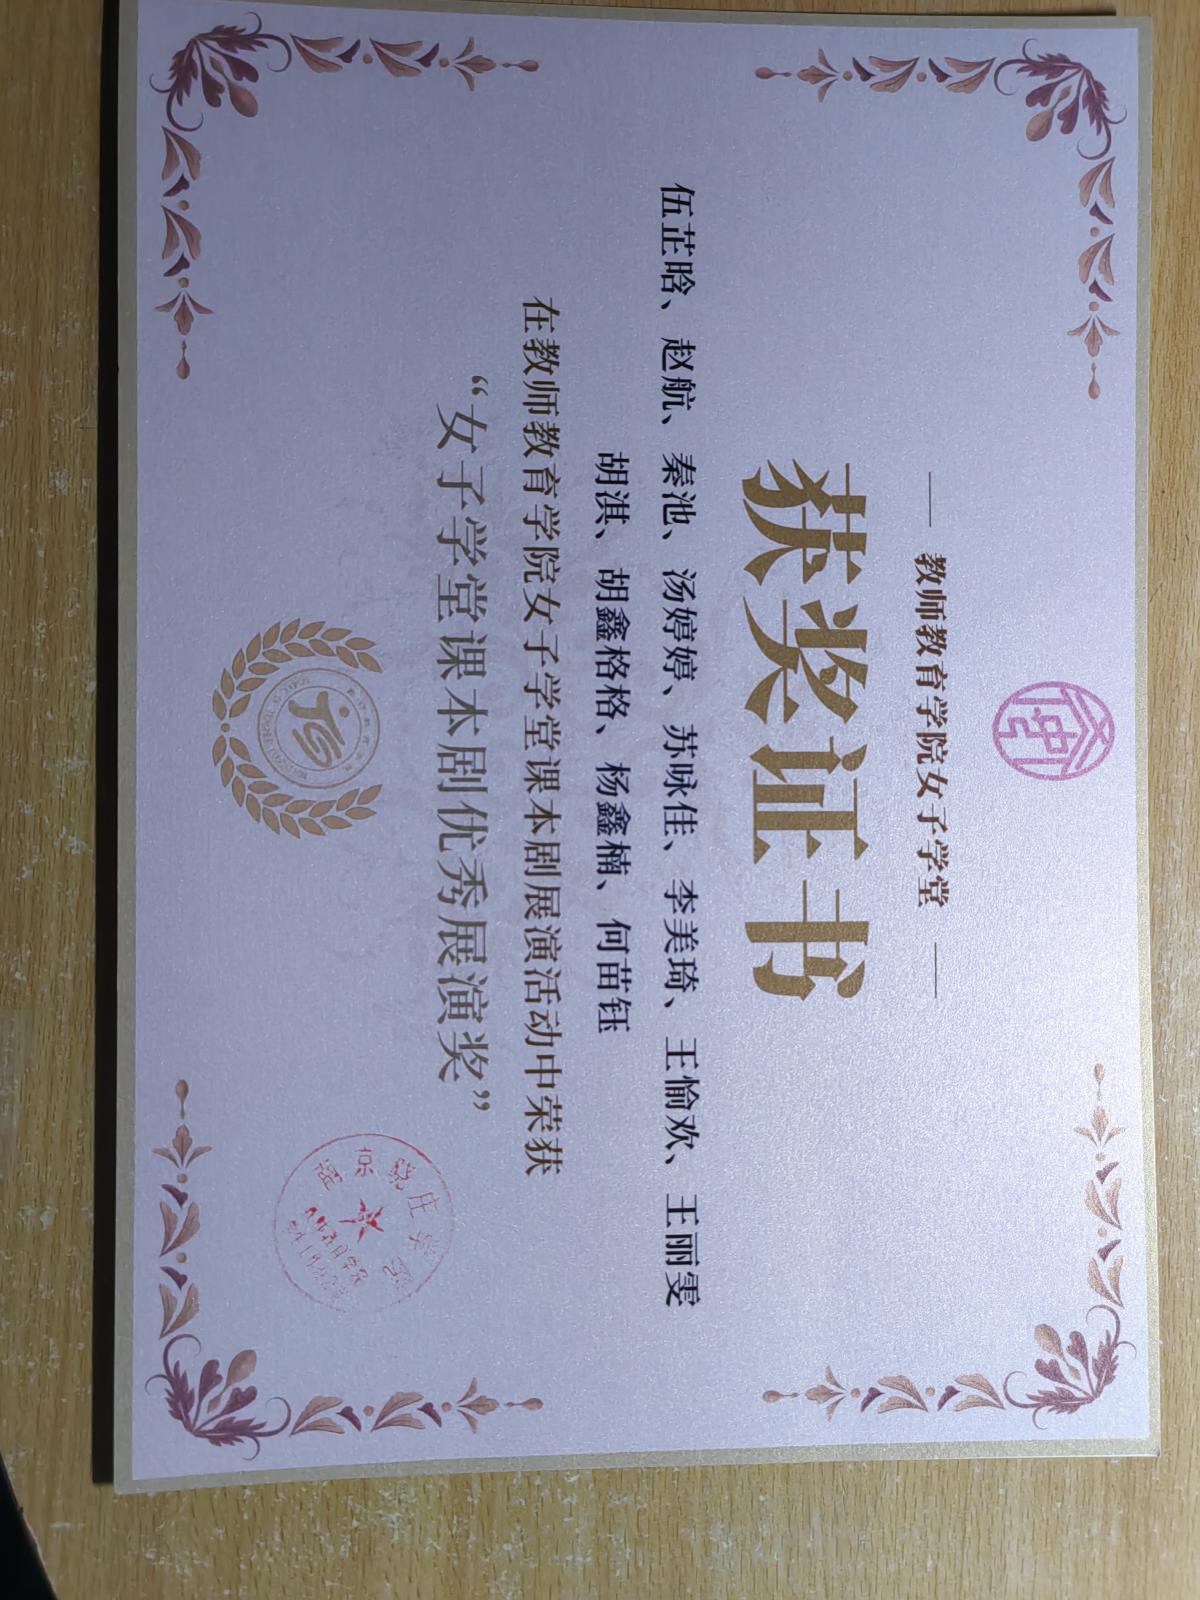 — 教师教育学院女子学堂 —
获奖证书
伍芷晗、赵航、秦池、汤婷婷、苏咏佳、李美琦、王愉欢、王丽雯
胡淇、胡鑫格格、杨鑫楠、何苗钰
在教师教育学院女子学堂课本剧展演活动中荣获
“女子学堂课本剧优秀展演奖”